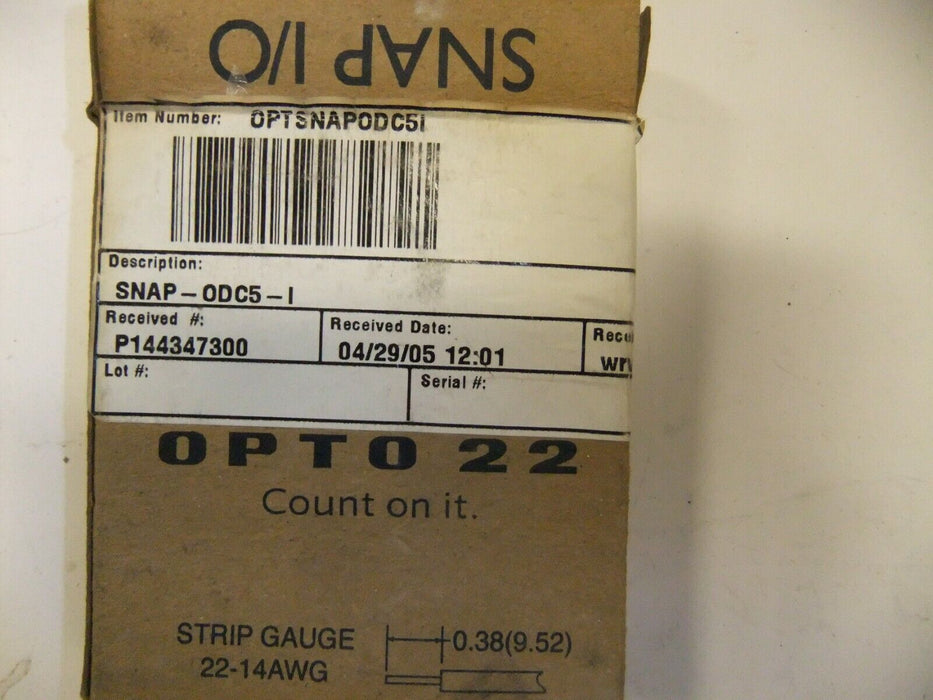 SNAP I/O
Item Number: OPTSNAPODC5I
Description:
SNAP-ODC5-I
Received #:
P144347300
Received Date:
04/29/05 12:01
Lot #:
Serial #:
OPTO 22
Count on it.
STRIP GAUGE
22-14AWG
0.38(9.52)